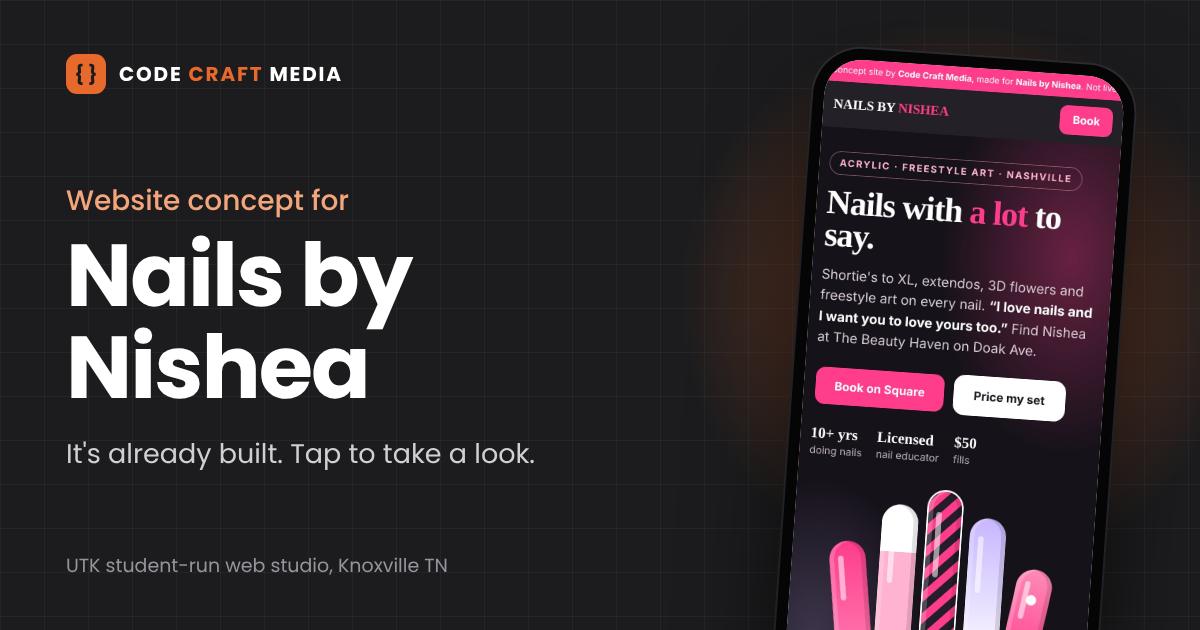 { } CODE CRAFT MEDIA
Website concept for
Nails by
Nishea
It's already built. Tap to take a look.
UTK student-run web studio, Knoxville TN
concept site by Code Craft Media, made for Nails by Nishea. Not live
NAILS BY NISHEA
Book
ACRYLIC · FREESTYLE ART · NASHVILLE
Nails with a lot to
say.
Shortie's to XL, extendos, 3D flowers and
freestyle art on every nail. “I love nails and
I want you to love yours too.” Find Nishea
at The Beauty Haven on Doak Ave.
Book on Square
Price my set
10+ yrs
doing nails
Licensed
nail educator
$50
fills